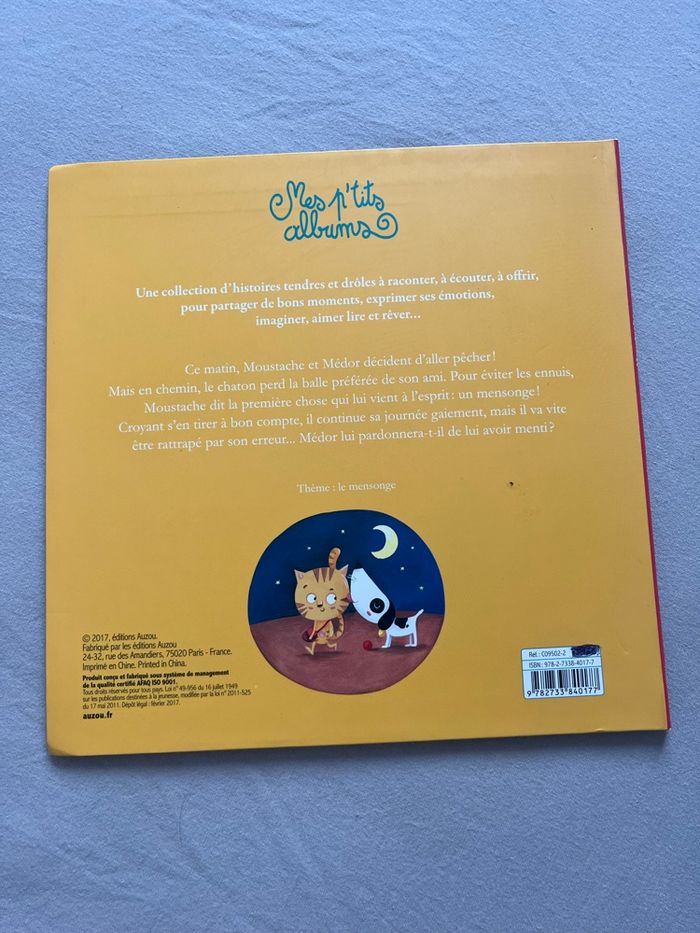 Mes p'tits
albums
Une collection d'histoires tendres et drôles à raconter, à écouter, à offrir,
pour partager de bons moments, exprimer ses émotions,
imaginer, aimer lire et rêver...
Ce matin, Moustache et Médor décident d'aller pêcher !
Mais en chemin, le chaton perd la balle préférée de son ami. Pour éviter les ennuis,
Moustache dit la première chose qui lui vient à l'esprit : un mensonge !
Croyant s'en tirer à bon compte, il continue sa journée gaiement, mais il va vite
être rattrapé par son erreur... Médor lui pardonnera-t-il de lui avoir menti ?
Thème : le mensonge
© 2017, éditions Auzou.
Fabriqué par les éditions Auzou
24-32, rue des Amandiers, 75020 Paris - France.
Imprimé en Chine. Printed in China.
Produit conçu et fabriqué sous système de management
de la qualité certifié AFAQ ISO 9001.
Tous droits réservés pour tous pays. Loi n° 49-956 du 16 juillet 1949
sur les publications destinées à la jeunesse, modifiée par la loi n° 2011-525
du 17 mai 2011. Dépôt légal : février 2017.
auzou.fr
Réf. : C09502-2
ISBN : 978-2-7338-4017-7
9 782733 840177